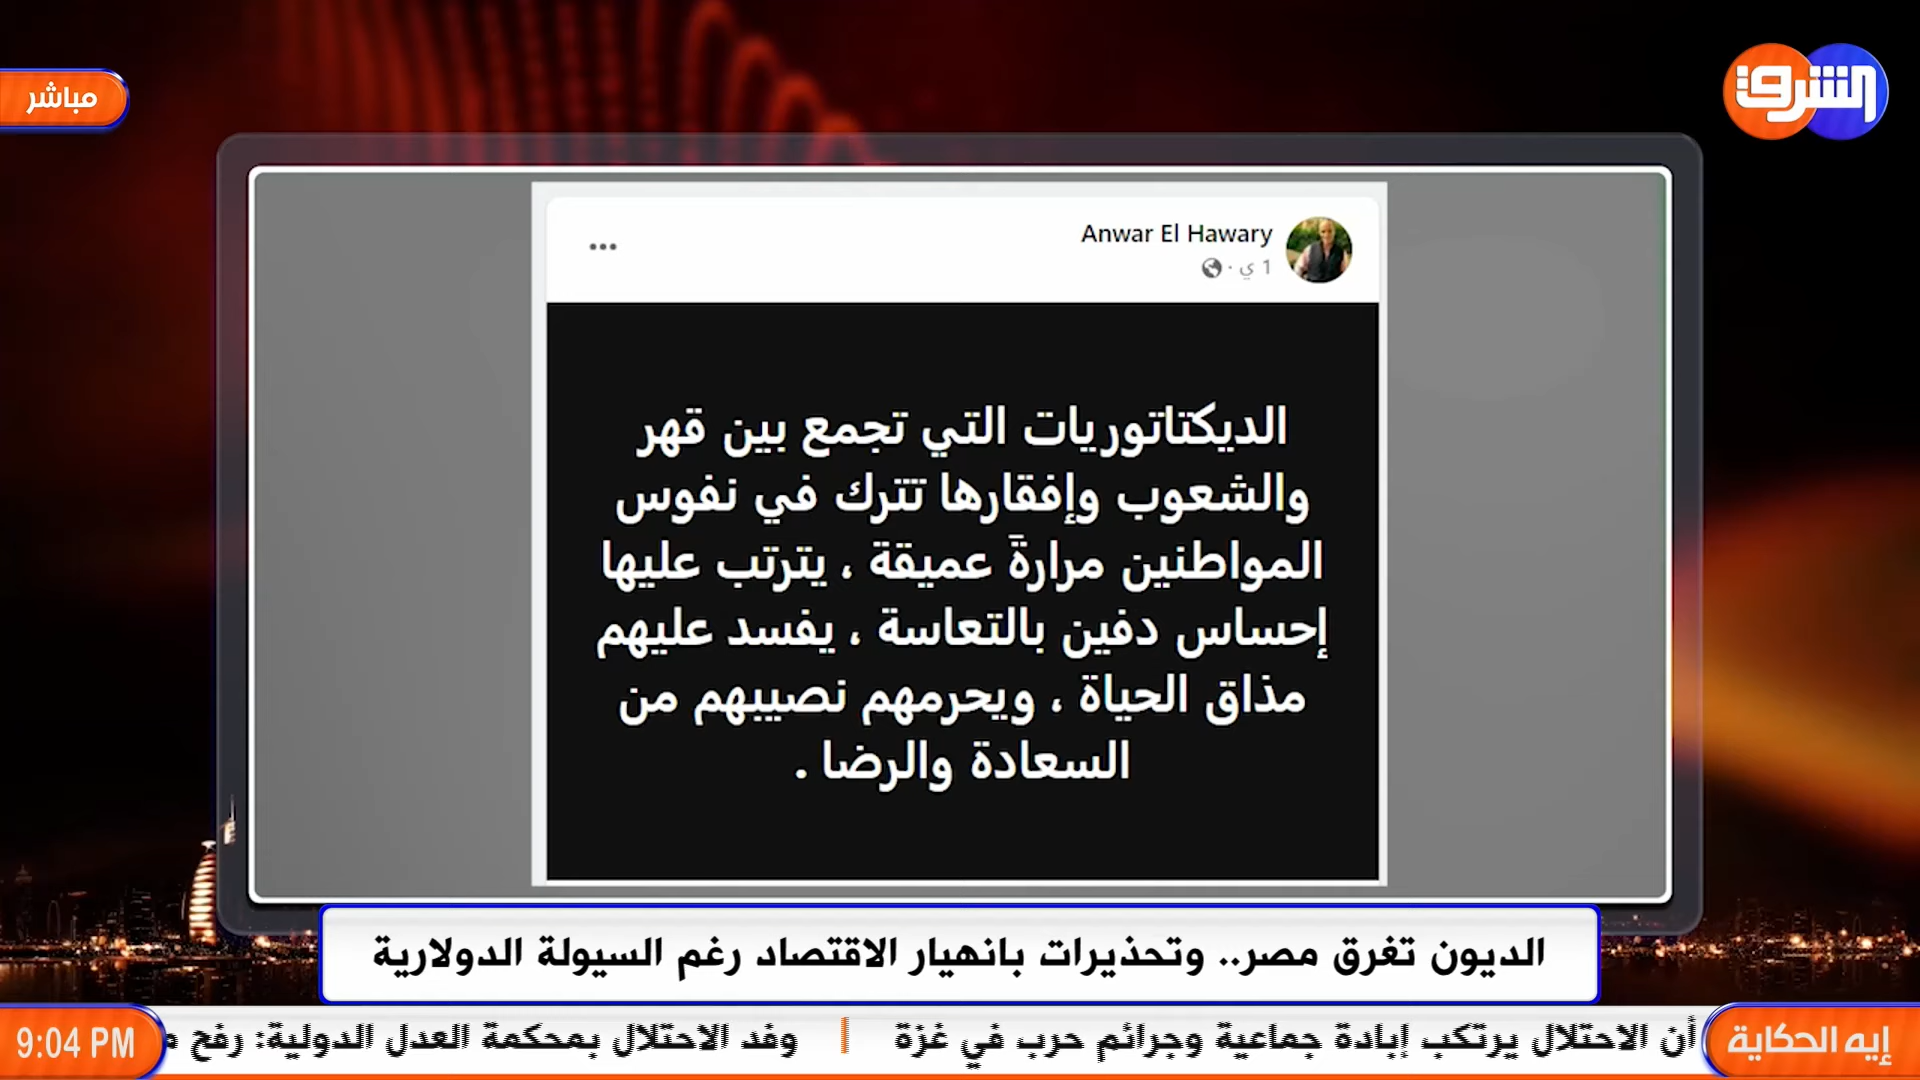 مباشر
الشرق
Anwar El Hawary
1 ي ·
الديكتاتوريات التي تجمع بين قهر
والشعوب وإفقارها تترك في نفوس
المواطنين مرارةً عميقة ، يترتب عليها
إحساس دفين بالتعاسة ، يفسد عليهم
مذاق الحياة ، ويحرمهم نصيبهم من
السعادة والرضا .
الديون تغرق مصر.. وتحذيرات بانهيار الاقتصاد رغم السيولة الدولارية
إيه الحكاية
أن الاحتلال يرتكب إبادة جماعية وجرائم حرب في غزة | وفد الاحتلال بمحكمة العدل الدولية: رفح
9:04 PM